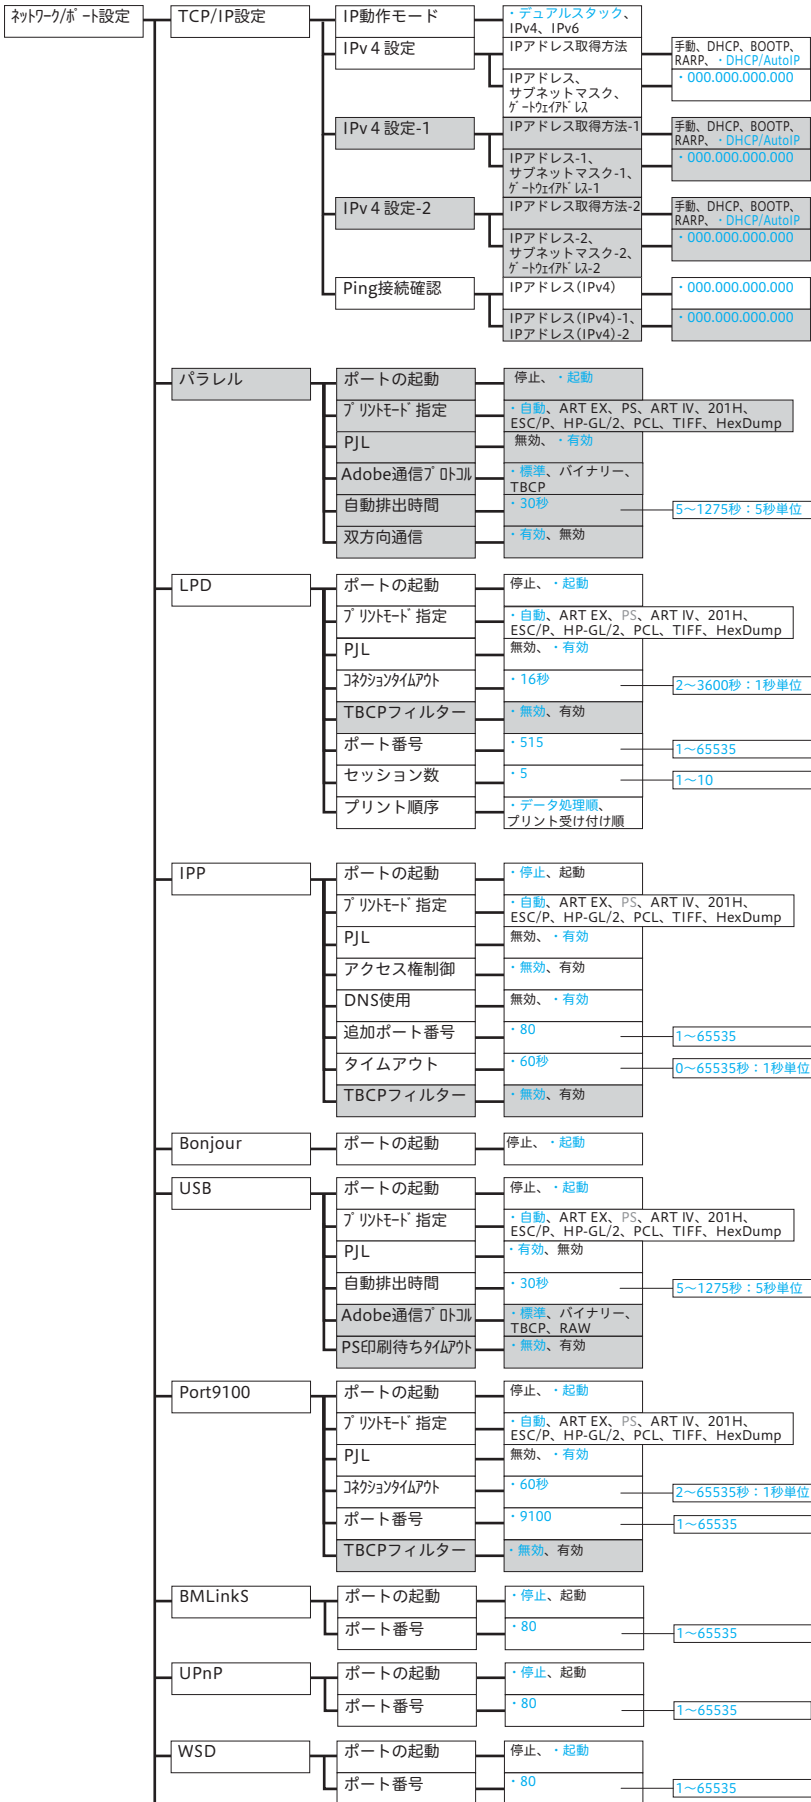 ﾈｯﾄﾜｰｸ/ﾎﾟｰﾄ設定
TCP/IP設定
IP動作モード
・デュアルスタック、
IPv4、IPv6
IPv４設定
IPアドレス取得方法
手動、DHCP、BOOTP、
RARP、・DHCP/AutoIP
IPアドレス、
サブネットマスク、
ｹﾞｰﾄｳｪｲｱﾄﾞﾚｽ
・000.000.000.000
IPv４設定-1
IPアドレス取得方法-1
手動、DHCP、BOOTP、
RARP、・DHCP/AutoIP
IPアドレス-1、
サブネットマスク-1、
ｹﾞｰﾄｳｪｲｱﾄﾞﾚｽ-1
・000.000.000.000
IPv４設定-2
IPアドレス取得方法-2
手動、DHCP、BOOTP、
RARP、・DHCP/AutoIP
IPアドレス-2、
サブネットマスク-2、
ｹﾞｰﾄｳｪｲｱﾄﾞﾚｽ-2
・000.000.000.000
Ping接続確認
IPアドレス(IPv4)
・000.000.000.000
IPアドレス(IPv4)-1、
IPアドレス(IPv4)-2
・000.000.000.000
パラレル
ポートの起動
停止、・起動
ﾌﾟﾘﾝﾄﾓｰﾄﾞ指定
・自動、ART EX、PS、ART IV、201H、
ESC/P、HP-GL/2、PCL、TIFF、HexDump
PJL
無効、・有効
Adobe通信ﾌﾟﾛﾄｺﾙ
・標準、バイナリー、
TBCP
自動排出時間
・30秒
5～1275秒：5秒単位
双方向通信
・有効、無効
LPD
ポートの起動
停止、・起動
ﾌﾟﾘﾝﾄﾓｰﾄﾞ指定
・自動、ART EX、PS、ART IV、201H、
ESC/P、HP-GL/2、PCL、TIFF、HexDump
PJL
無効、・有効
ｺﾈｸｼｮﾝﾀｲﾑｱｳﾄ
・16秒
2～3600秒：1秒単位
TBCPフィルター
・無効、有効
ポート番号
・515
1～65535
セッション数
・5
1～10
プリント順序
・データ処理順、
プリント受け付け順
IPP
ポートの起動
・停止、起動
ﾌﾟﾘﾝﾄﾓｰﾄﾞ指定
・自動、ART EX、PS、ART IV、201H、
ESC/P、HP-GL/2、PCL、TIFF、HexDump
PJL
無効、・有効
アクセス権制御
・無効、有効
DNS使用
無効、・有効
追加ポート番号
・80
1～65535
タイムアウト
・60秒
0～65535秒：1秒単位
TBCPフィルター
・無効、有効
Bonjour
ポートの起動
停止、・起動
USB
ポートの起動
停止、・起動
ﾌﾟﾘﾝﾄﾓｰﾄﾞ指定
・自動、ART EX、PS、ART IV、201H、
ESC/P、HP-GL/2、PCL、TIFF、HexDump
PJL
・有効、無効
自動排出時間
・30秒
5～1275秒：5秒単位
Adobe通信ﾌﾟﾛﾄｺﾙ
・標準、バイナリー、
TBCP、RAW
PS印刷待ちﾀｲﾑｱｳﾄ
・無効、有効
Port9100
ポートの起動
停止、・起動
ﾌﾟﾘﾝﾄﾓｰﾄﾞ指定
・自動、ART EX、PS、ART IV、201H、
ESC/P、HP-GL/2、PCL、TIFF、HexDump
PJL
無効、・有効
ｺﾈｸｼｮﾝﾀｲﾑｱｳﾄ
・60秒
2～65535秒：1秒単位
ポート番号
・9100
1～65535
TBCPフィルター
・無効、有効
BMLinkS
ポートの起動
・停止、起動
ポート番号
・80
1～65535
UPnP
ポートの起動
・停止、起動
ポート番号
・80
1～65535
WSD
ポートの起動
停止、・起動
ポート番号
・80
1～65535